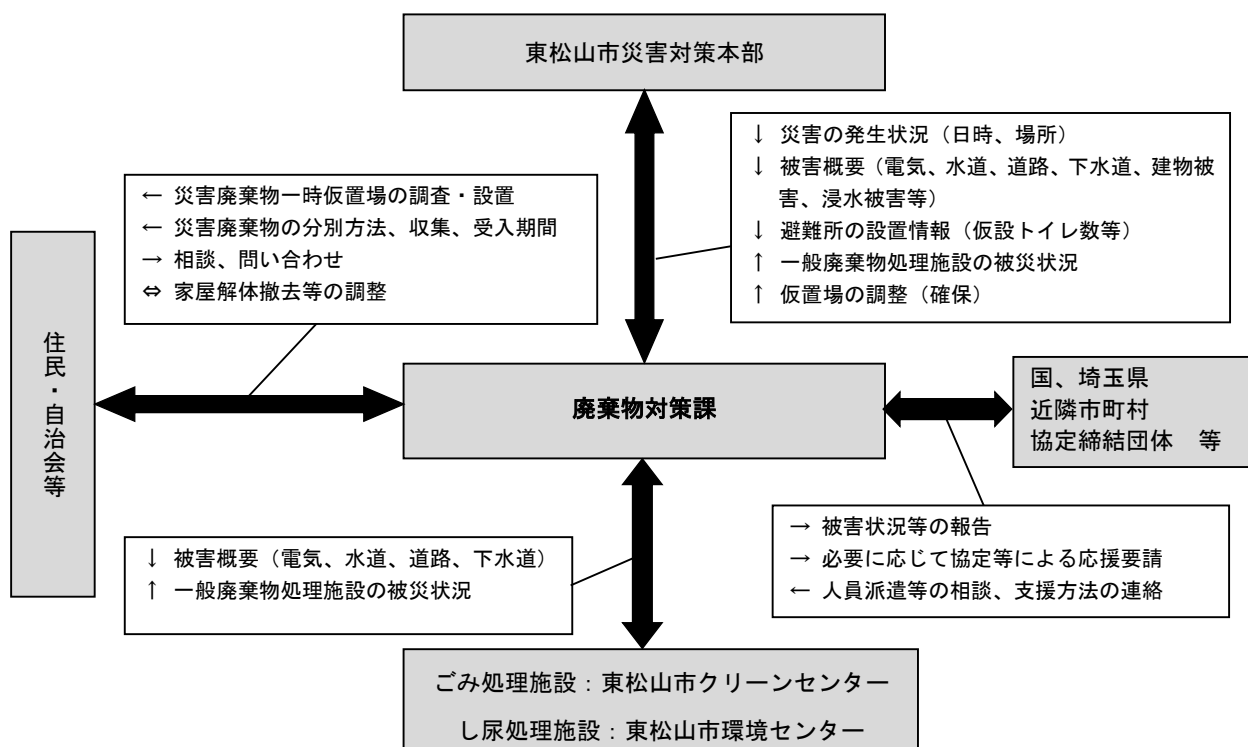 東松山市災害対策本部
↓ 災害の発生状況（日時、場所）
↓ 被害概要（電気、水道、道路、下水道、建物被
害、浸水被害等）
↓ 避難所の設置情報（仮設トイレ数等）
↑ 一般廃棄物処理施設の被災状況
↑ 仮置場の調整（確保）
← 災害廃棄物一時仮置場の調査・設置
← 災害廃棄物の分別方法、収集、受入期間
→ 相談、問い合わせ
⇔ 家屋解体撤去等の調整
住民・自治会等
廃棄物対策課
国、埼玉県
近隣市町村
協定締結団体　等
↓ 被害概要（電気、水道、道路、下水道）
↑ 一般廃棄物処理施設の被災状況
→ 被害状況等の報告
→ 必要に応じて協定等による応援要請
← 人員派遣等の相談、支援方法の連絡
ごみ処理施設：東松山市クリーンセンター
し尿処理施設：東松山市環境センター